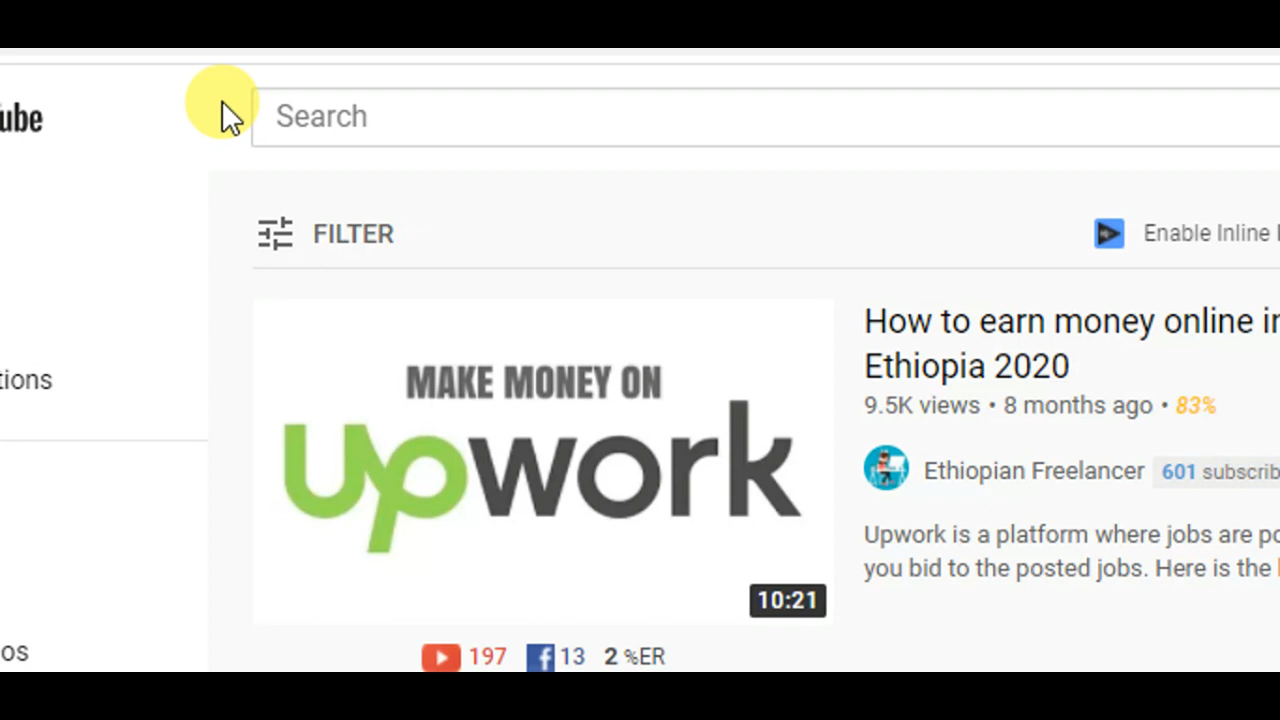 ube
Search
FILTER
Enable Inline
How to earn money online in
Ethiopia 2020
9.5K views • 8 months ago • 83%
tions
MAKE MONEY ON
upwork
10:21
Ethiopian Freelancer 601 subscrib
Upwork is a platform where jobs are po
you bid to the posted jobs. Here is the
os
197 13 2 %ER